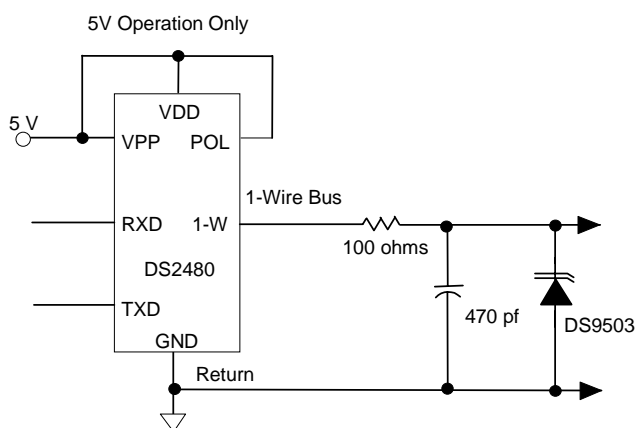 5V Operation Only
VDD
5 V
VPP
POL
1-Wire Bus
RXD
1-W
100 ohms
DS2480
TXD
470 pf
DS9503
GND
Return